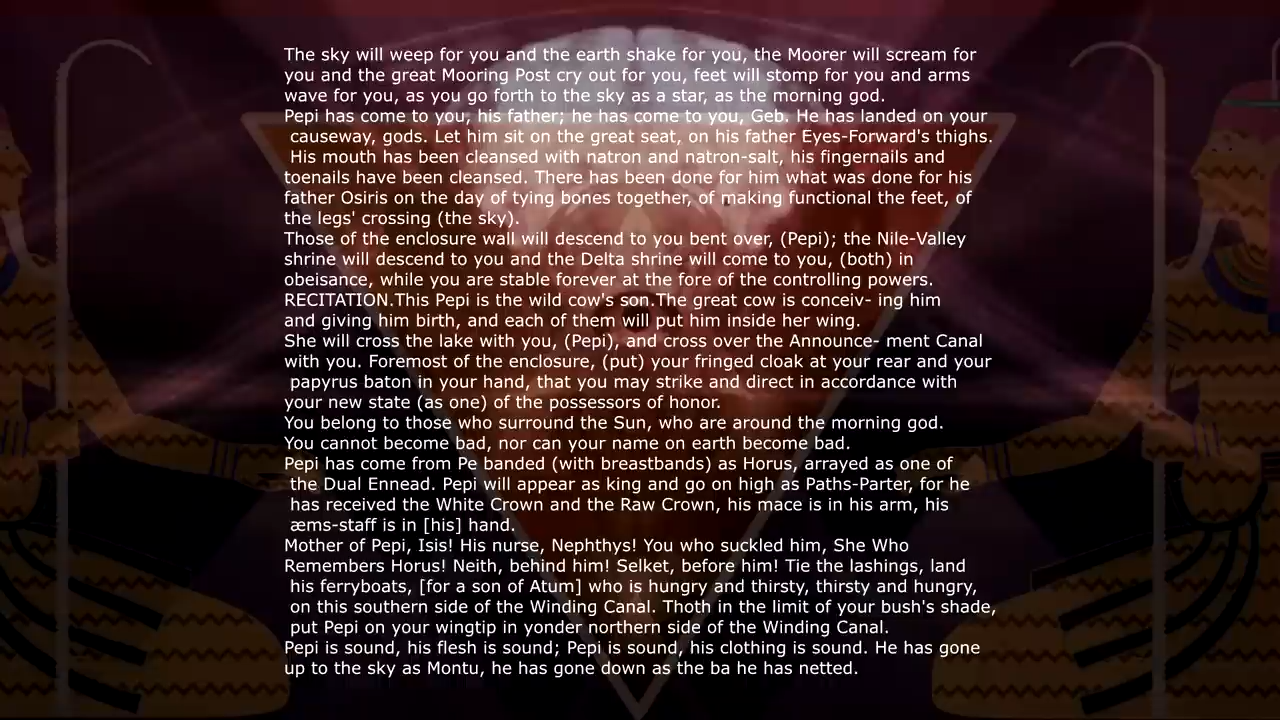 The sky will weep for you and the earth shake for you, the Moorer will scream for
you and the great Mooring Post cry out for you, feet will stomp for you and arms
wave for you, as you go forth to the sky as a star, as the morning god.
Pepi has come to you, his father; he has come to you, Geb. He has landed on your
causeway, gods. Let him sit on the great seat, on his father Eyes-Forward's thighs.
His mouth has been cleansed with natron and natron-salt, his fingernails and
toenails have been cleansed. There has been done for him what was done for his
father Osiris on the day of tying bones together, of making functional the feet, of
the legs' crossing (the sky).
Those of the enclosure wall will descend to you bent over, (Pepi); the Nile-Valley
shrine will descend to you and the Delta shrine will come to you, (both) in
obeisance, while you are stable forever at the fore of the controlling powers.
RECITATION.This Pepi is the wild cow's son.The great cow is conceiv- ing him
and giving him birth, and each of them will put him inside her wing.
She will cross the lake with you, (Pepi), and cross over the Announce- ment Canal
with you. Foremost of the enclosure, (put) your fringed cloak at your rear and your
papyrus baton in your hand, that you may strike and direct in accordance with
your new state (as one) of the possessors of honor.
You belong to those who surround the Sun, who are around the morning god.
You cannot become bad, nor can your name on earth become bad.
Pepi has come from Pe banded (with breastbands) as Horus, arrayed as one of
the Dual Ennead. Pepi will appear as king and go on high as Paths-Parter, for he
has received the White Crown and the Raw Crown, his mace is in his arm, his
æms-staff is in [his] hand.
Mother of Pepi, Isis! His nurse, Nephthys! You who suckled him, She Who
Remembers Horus! Neith, behind him! Selket, before him! Tie the lashings, land
his ferryboats, [for a son of Atum] who is hungry and thirsty, thirsty and hungry,
on this southern side of the Winding Canal. Thoth in the limit of your bush's shade,
put Pepi on your wingtip in yonder northern side of the Winding Canal.
Pepi is sound, his flesh is sound; Pepi is sound, his clothing is sound. He has gone
up to the sky as Montu, he has gone down as the ba he has netted.